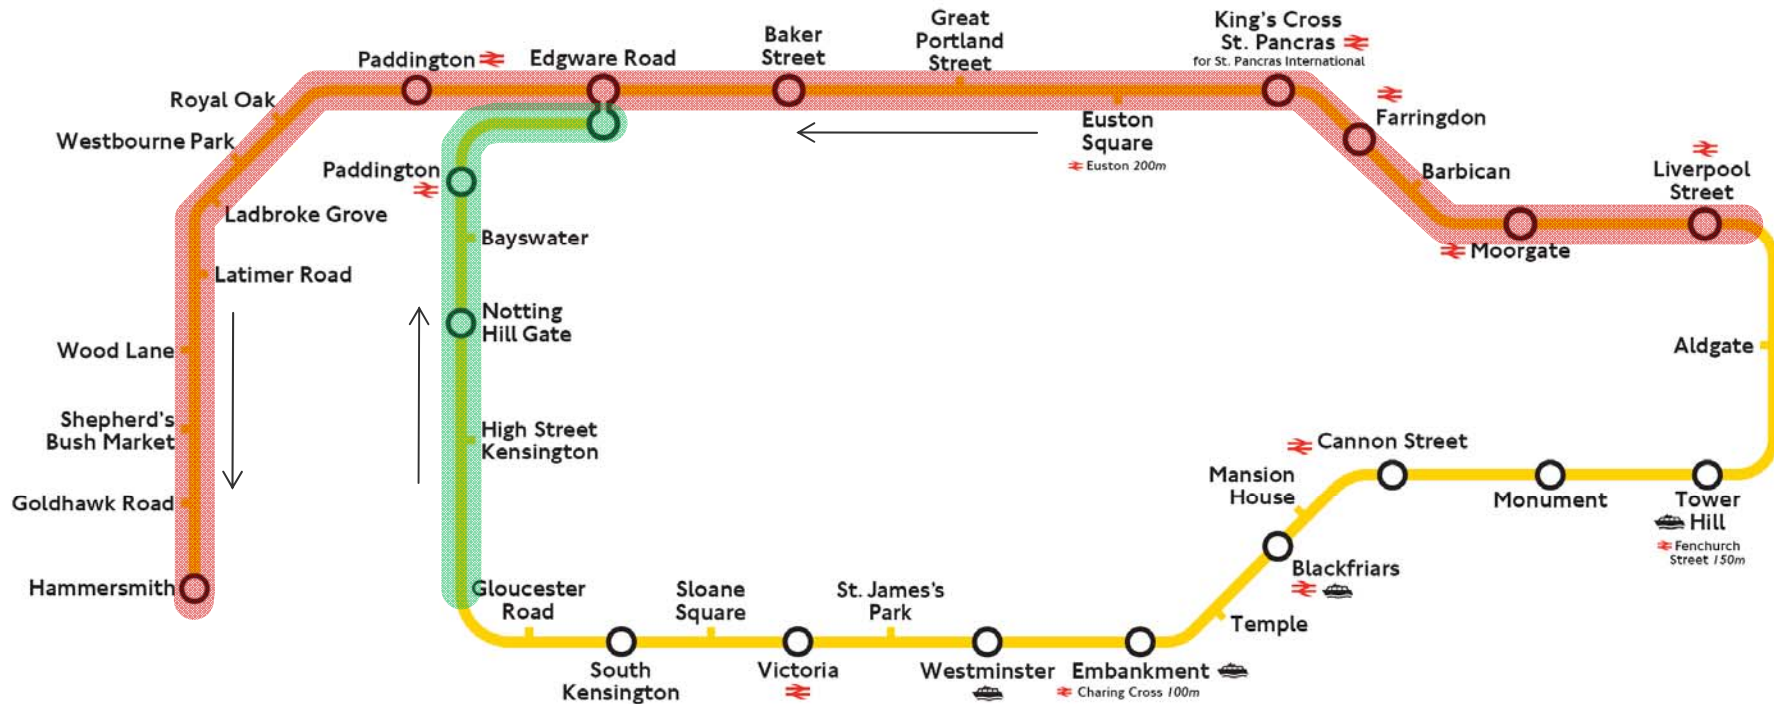 Paddington
Edgware Road
Baker
Street
Great
Portland
Street
King's Cross
St. Pancras
for St. Pancras International
Royal Oak
Westbourne Park
Paddington
Ladbroke Grove
Bayswater
Latimer Road
Notting
Hill Gate
Wood Lane
Shepherd's
Bush Market
High Street
Kensington
Goldhawk Road
Hammersmith
Euston
Square
Euston 200m
Farringdon
Barbican
Liverpool
Street
Moorgate
Aldgate
Cannon Street
Mansion
House
Monument
Tower
Hill
Fenchurch
Street 150m
Blackfriars
Temple
Gloucester
Road
Sloane
Square
St. James's
Park
South
Kensington
Victoria
Westminster
Embankment
Charing Cross 100m